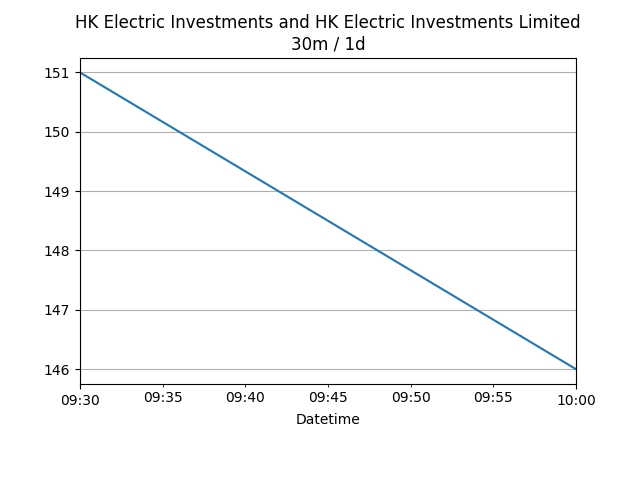 HK Electric Investments and HK Electric Investments Limited
30m / 1d
151
150
149
148
147
146
09:30 09:35 09:40 09:45 09:50 09:55 10:00
Datetime